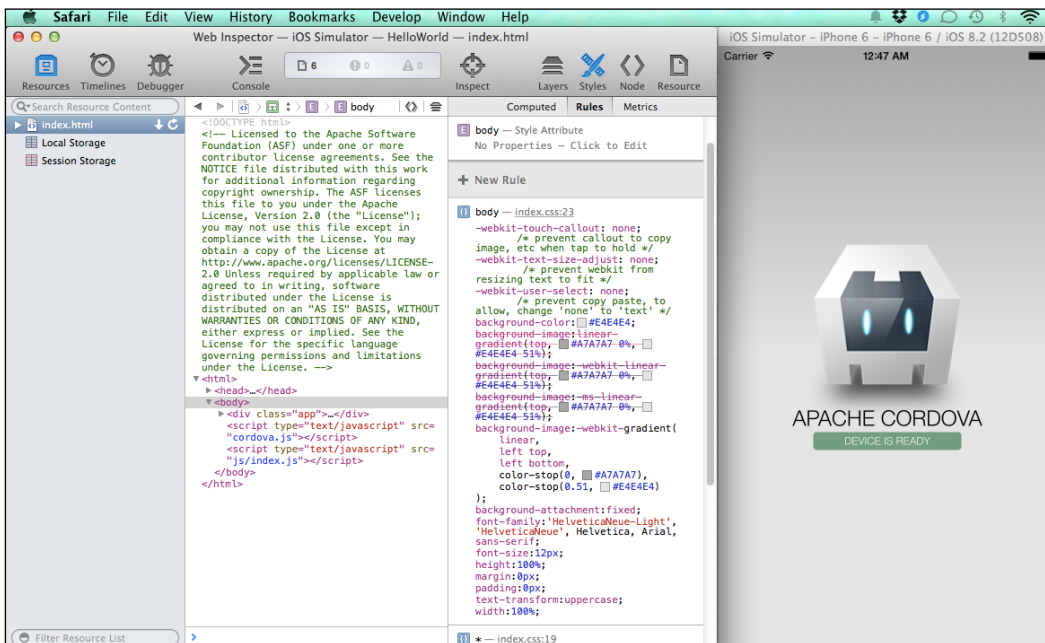 Safari File Edit View History Bookmarks Develop Window Help
Web Inspector — iOS Simulator — HelloWorld — index.html
Resources Timelines Debugger Console 6 0 0 Inspect Layers Styles Node Resource
Search Resource Content
index.html
Local Storage
Session Storage
Filter Resource List
E E body
<!DOCTYPE html>
<!-- Licensed to the Apache Software
Foundation (ASF) under one or more
contributor license agreements. See the
NOTICE file distributed with this work
for additional information regarding
copyright ownership. The ASF licenses
this file to you under the Apache
License, Version 2.0 (the "License");
you may not use this file except in
compliance with the License. You may
obtain a copy of the License at
http://www.apache.org/licenses/LICENSE-
2.0 Unless required by applicable law or
agreed to in writing, software
distributed under the License is
distributed on an "AS IS" BASIS, WITHOUT
WARRANTIES OR CONDITIONS OF ANY KIND,
either express or implied. See the
License for the specific language
governing permissions and limitations
under the License. -->
<html>
<head>…</head>
<body>
<div class="app">…</div>
<script type="text/javascript" src=
"cordova.js"></script>
<script type="text/javascript" src=
"js/index.js"></script>
</body>
</html>
Computed Rules Metrics
E body — Style Attribute
No Properties — Click to Edit
+ New Rule
{} body — index.css:23
-webkit-touch-callout: none;
/* prevent callout to copy
image, etc when tap to hold */
-webkit-text-size-adjust: none;
/* prevent webkit from
resizing text to fit */
-webkit-user-select: none;
/* prevent copy paste, to
allow, change 'none' to 'text' */
background-color: #E4E4E4;
background-image:linear-
gradient(top, #A7A7A7 0%,
#E4E4E4 51%);
background-image:-webkit-linear-
gradient(top, #A7A7A7 0%,
#E4E4E4 51%);
background-image:-ms-linear-
gradient(top, #A7A7A7 0%,
#E4E4E4 51%);
background-image:-webkit-gradient(
linear,
left top,
left bottom,
color-stop(0, #A7A7A7),
color-stop(0.51, #E4E4E4)
);
background-attachment:fixed;
font-family:'HelveticaNeue-Light',
'HelveticaNeue', Helvetica, Arial,
sans-serif;
font-size:12px;
height:100%;
margin:0px;
padding:0px;
text-transform:uppercase;
width:100%;
{} * — index.css:19
iOS Simulator – iPhone 6 – iPhone 6 / iOS 8.2 (12D508)
Carrier 12:47 AM
APACHE CORDOVA
DEVICE IS READY